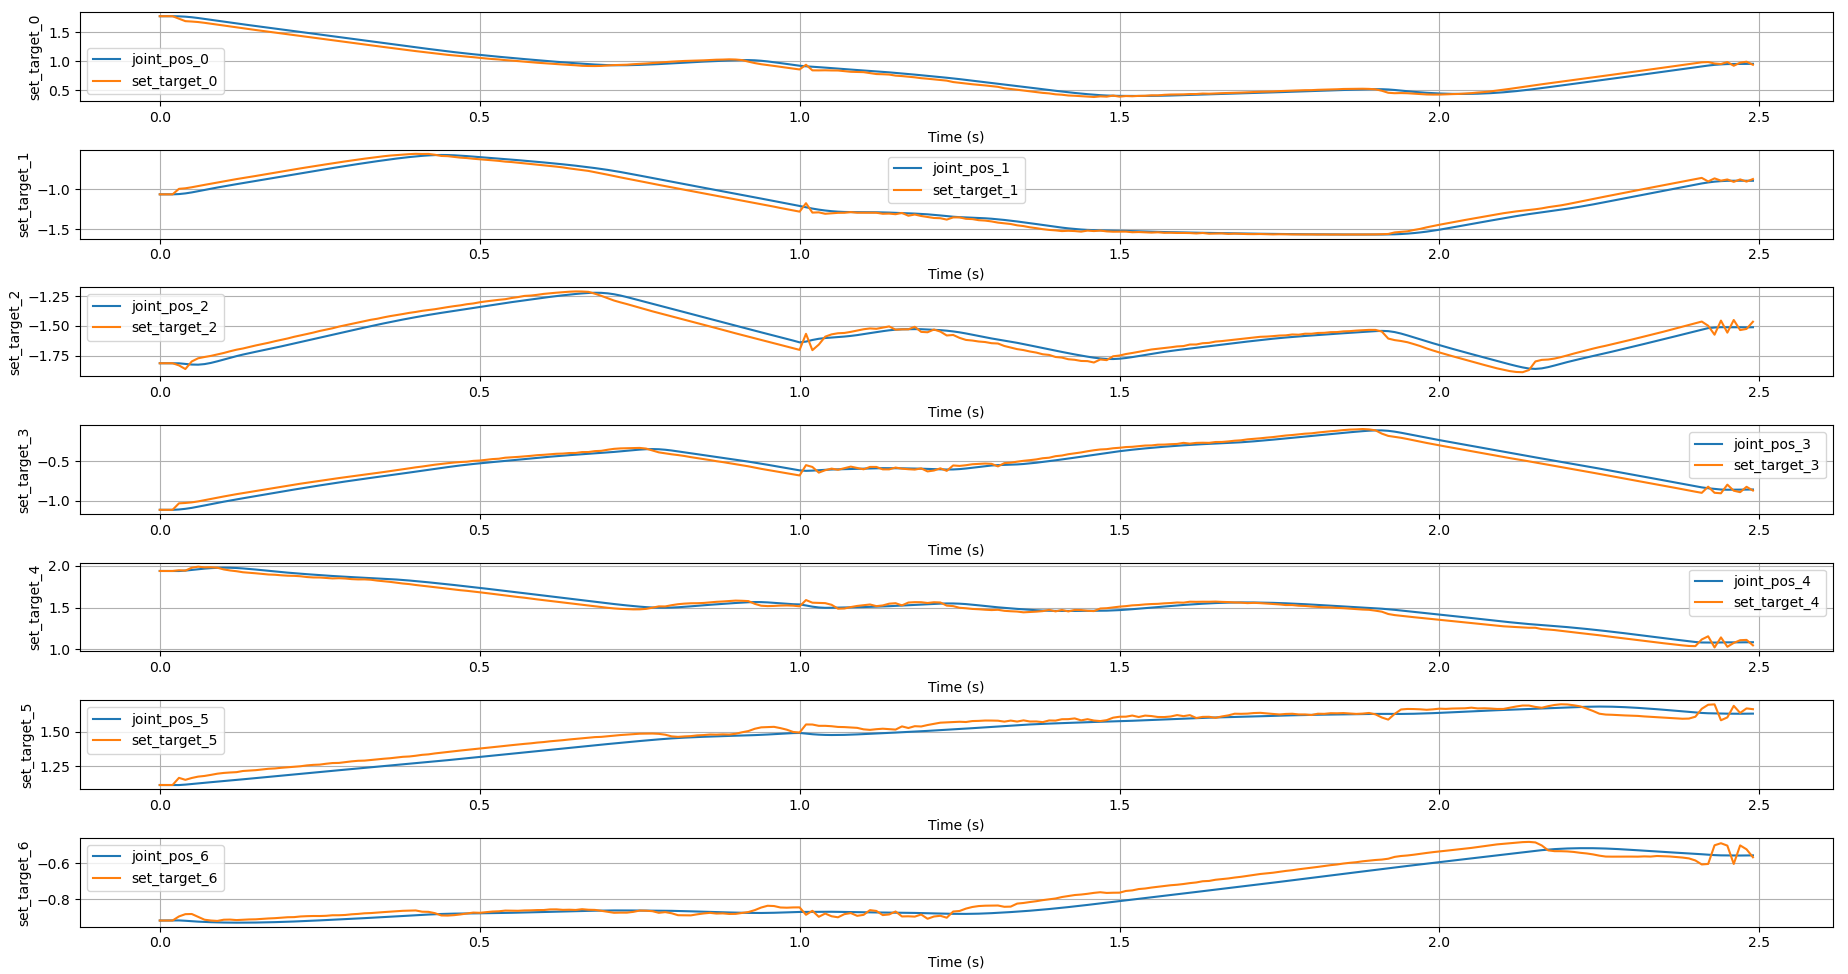 set_target_0
1.5
1.0
0.5
joint_pos_0
set_target_0
0.0 0.5 1.0 1.5 2.0 2.5
Time (s)
set_target_1
−1.0
−1.5
joint_pos_1
set_target_1
0.0 0.5 1.0 1.5 2.0 2.5
Time (s)
set_target_2
−1.25
−1.50
−1.75
joint_pos_2
set_target_2
0.0 0.5 1.0 1.5 2.0 2.5
Time (s)
set_target_3
−0.5
−1.0
joint_pos_3
set_target_3
0.0 0.5 1.0 1.5 2.0 2.5
Time (s)
set_target_4
2.0
1.5
1.0
joint_pos_4
set_target_4
0.0 0.5 1.0 1.5 2.0 2.5
Time (s)
set_target_5
1.50
1.25
joint_pos_5
set_target_5
0.0 0.5 1.0 1.5 2.0 2.5
Time (s)
set_target_6
−0.6
−0.8
joint_pos_6
set_target_6
0.0 0.5 1.0 1.5 2.0 2.5
Time (s)